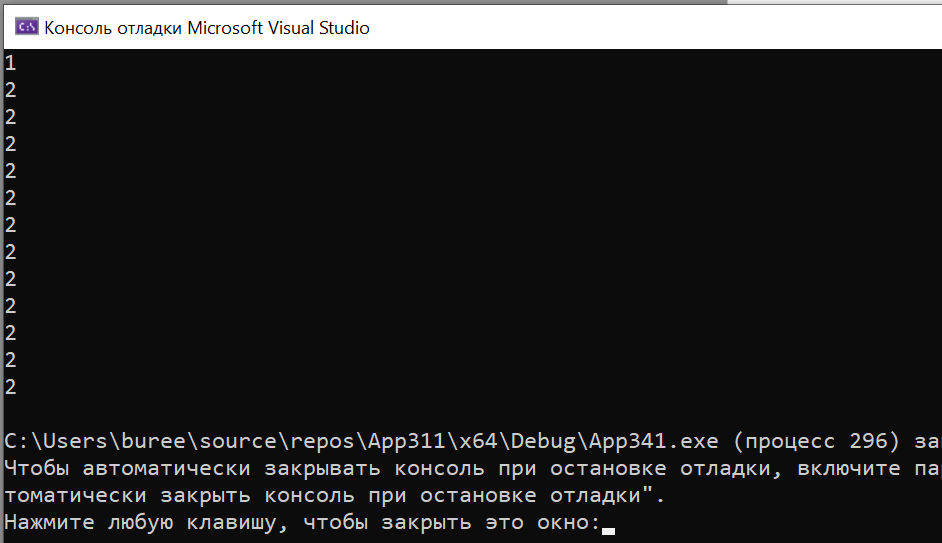 Консоль отладки Microsoft Visual Studio
1
2
2
2
2
2
2
2
2
2
2
2
2
C:\Users\buree\source\repos\App311\x64\Debug\App341.exe (процесс 296)
Чтобы автоматически закрывать консоль при остановке отладки, включите
томатически закрыть консоль при остановке отладки".
Нажмите любую клавишу, чтобы закрыть это окно: